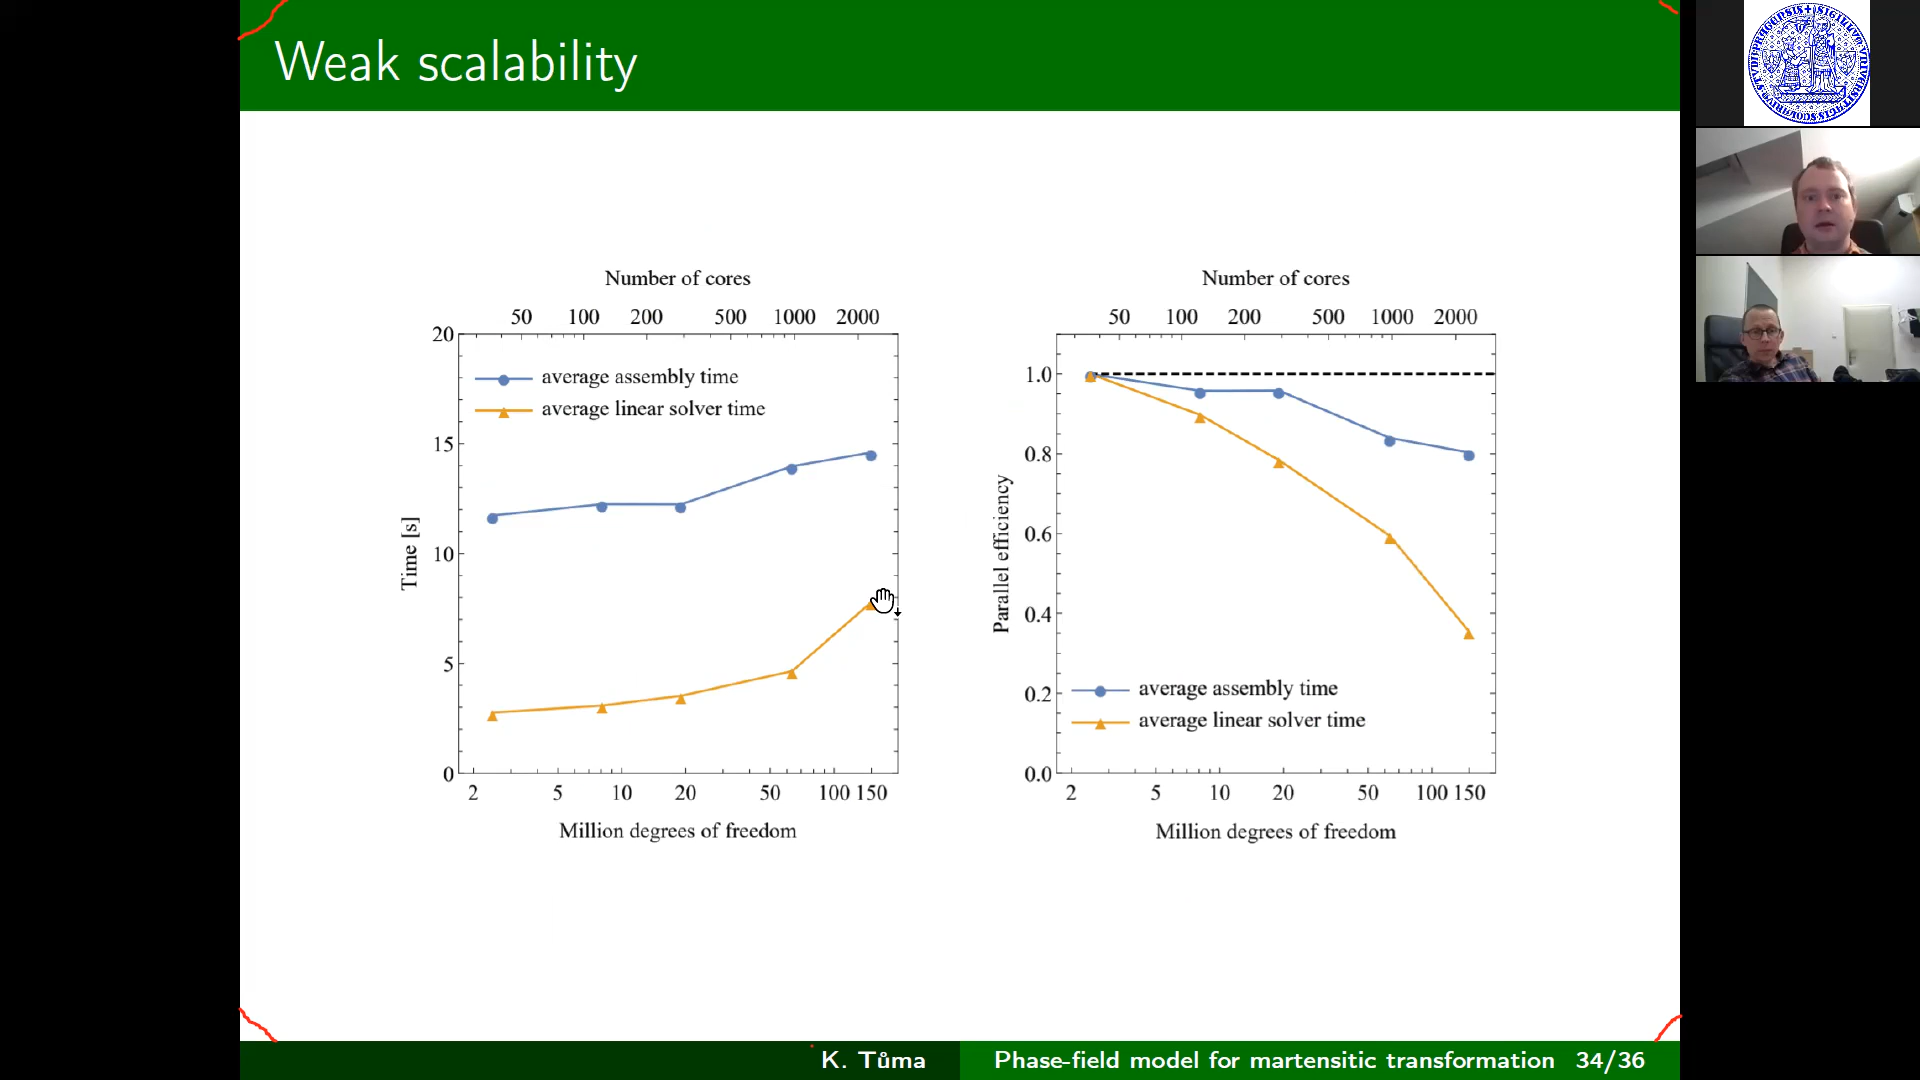 Weak scalability
Number of cores
50 100 200 500 1000 2000
20
15
10
5
0
Time [s]
average assembly time
average linear solver time
2 5 10 20 50 100 150
Million degrees of freedom
Number of cores
50 100 200 500 1000 2000
1.0
0.8
0.6
0.4
0.2
0.0
Parallel efficiency
average assembly time
average linear solver time
2 5 10 20 50 100 150
Million degrees of freedom
K. Tůma
Phase-field model for martensitic transformation 34/36